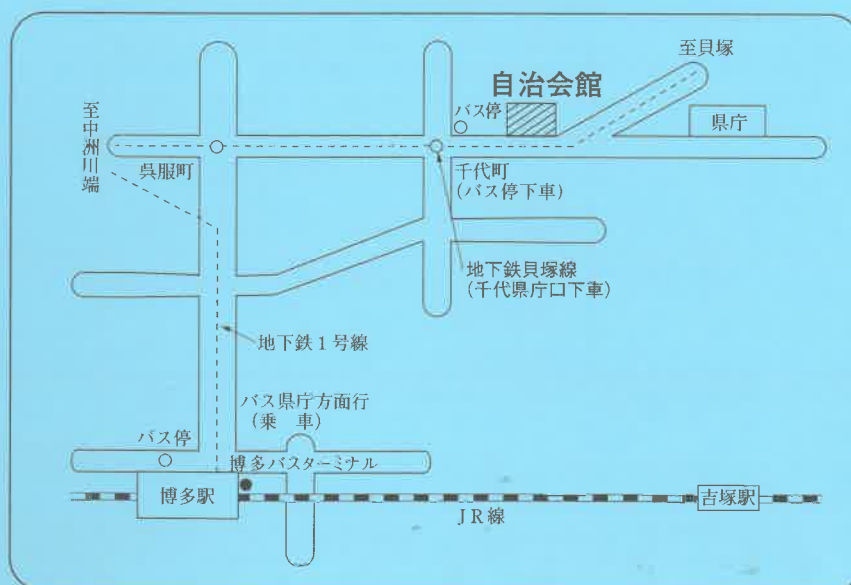 至貝塚
自治会館
バス停
県庁
至中洲川端
呉服町
千代町
(バス停下車)
地下鉄貝塚線
(千代県庁口下車)
地下鉄1号線
バス県庁方面行
(乗　車)
バス停
博多バスターミナル
博多駅
吉塚駅
JR線